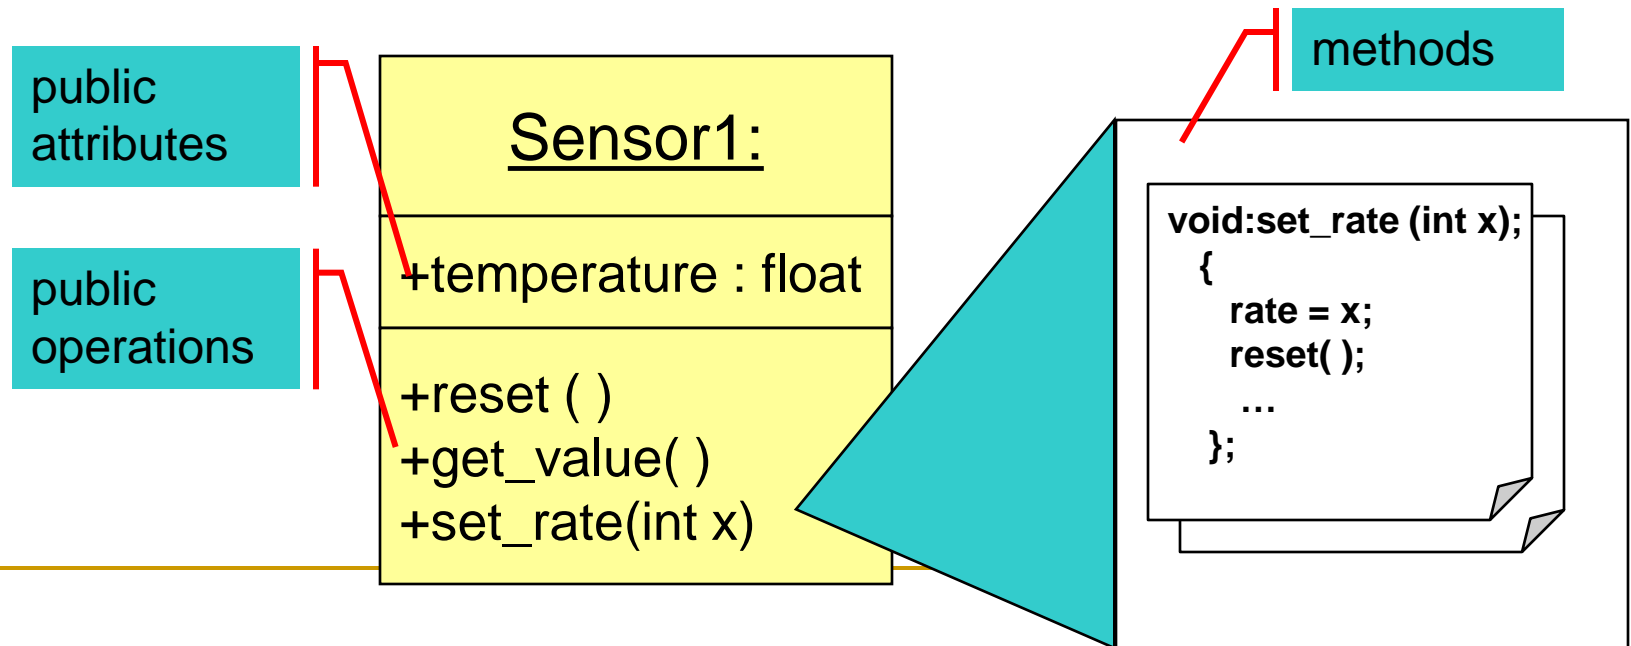 public
attributes
public
operations
Sensor1:
+temperature : float
+reset ( )
+get_value( )
+set_rate(int x)
methods
void:set_rate (int x);
{
rate = x;
reset( );
…
};